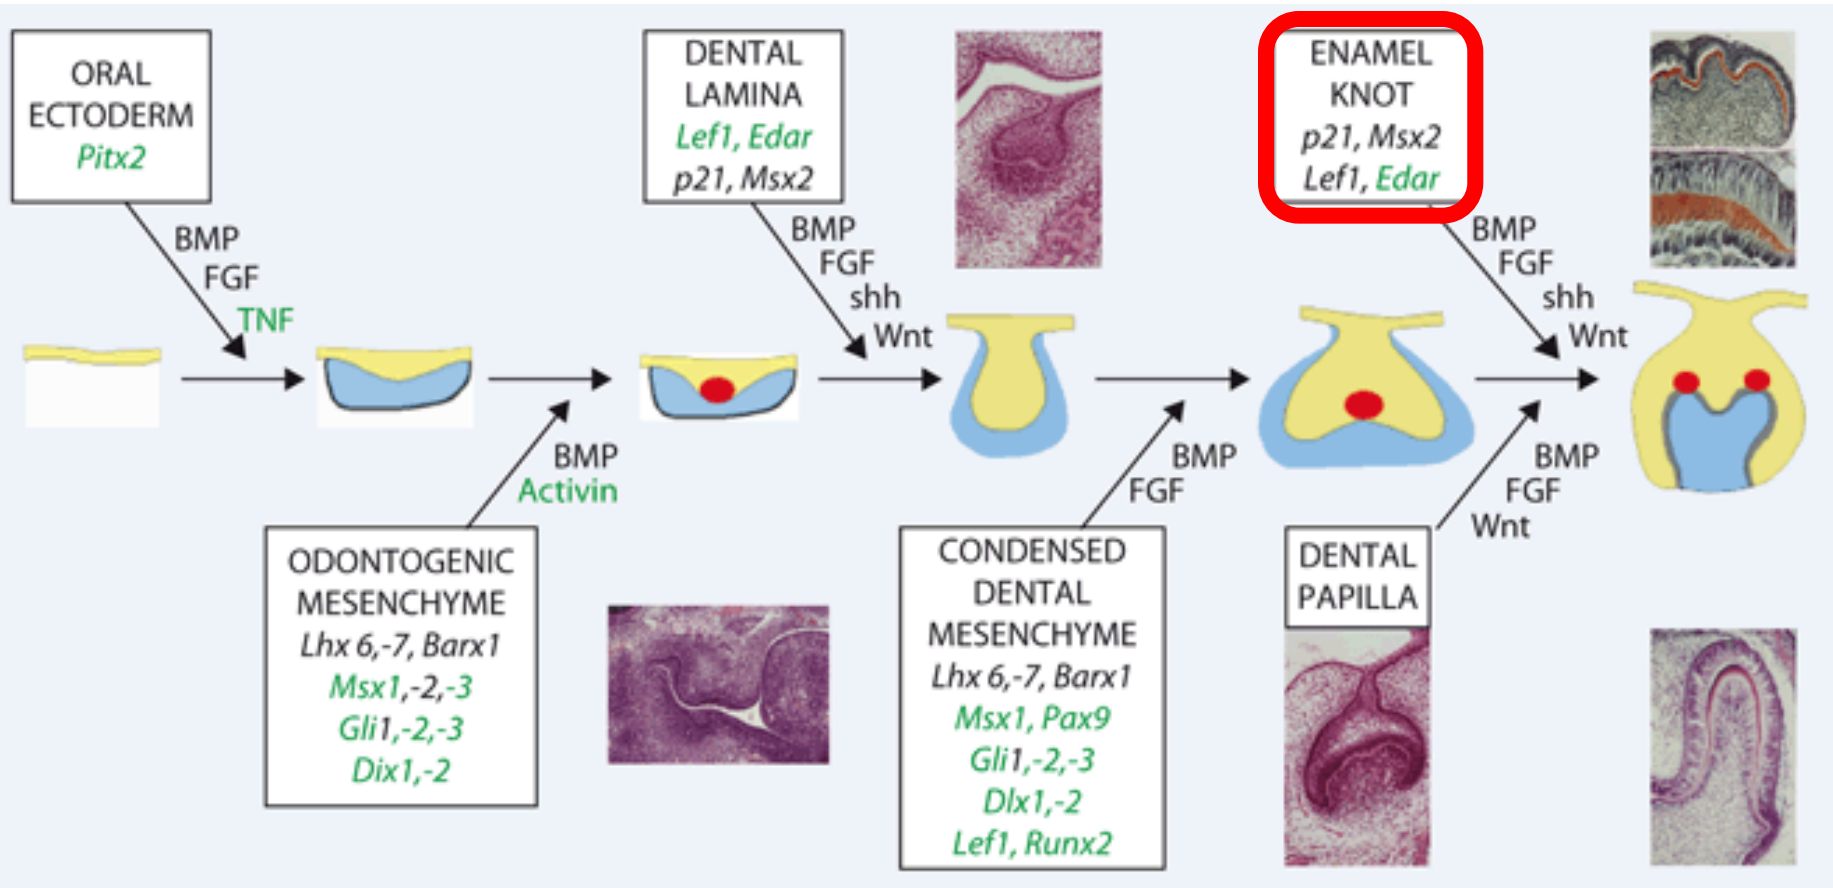 ORAL
ECTODERM
Pitx2
BMP
FGF
TNF
ODONTOGENIC
MESENCHYME
Lhx 6,-7, Barx1
Msx1,-2,-3
Gli1,-2,-3
Dix1,-2
BMP
Activin
DENTAL
LAMINA
Lef1, Edar
p21, Msx2
BMP
FGF
shh
Wnt
CONDENSED
DENTAL
MESENCHYME
Lhx 6,-7, Barx1
Msx1, Pax9
Gli1,-2,-3
Dlx1,-2
Lef1, Runx2
BMP
FGF
ENAMEL
KNOT
p21, Msx2
Lef1, Edar
BMP
FGF
shh
Wnt
DENTAL
PAPILLA
BMP
FGF
Wnt